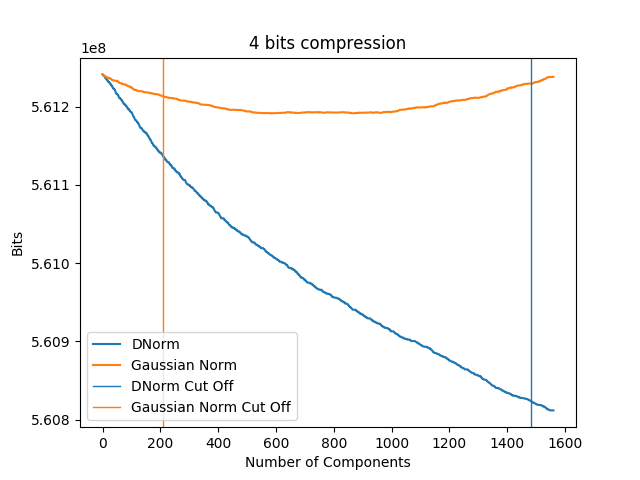 4 bits compression
1e8
5.612
5.611
5.610
5.609
5.608
Bits
DNorm
Gaussian Norm
DNorm Cut Off
Gaussian Norm Cut Off
0 200 400 600 800 1000 1200 1400 1600
Number of Components